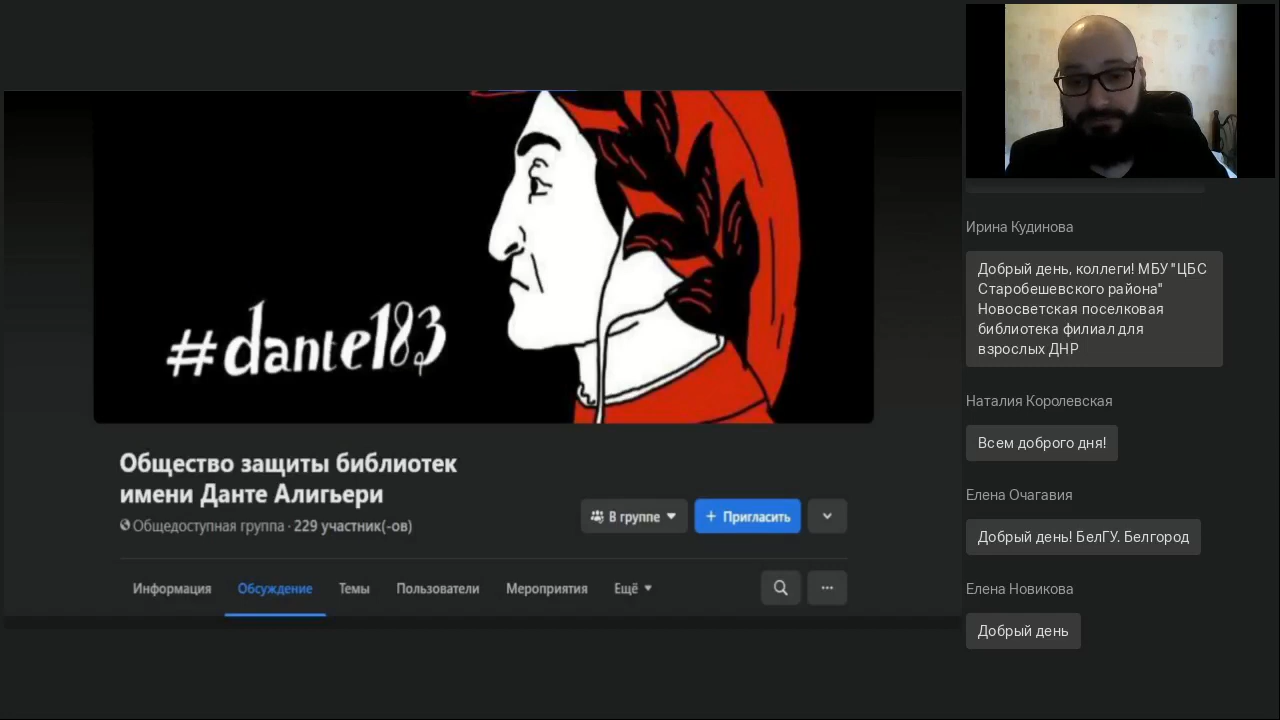 #dante183
Общество защиты библиотек
имени Данте Алигьери
Общедоступная группа · 229 участник(-ов)
В группе
+ Пригласить
Информация
Обсуждение
Темы
Пользователи
Мероприятия
Ещё
Ирина Кудинова
Добрый день, коллеги! МБУ "ЦБС
Старобешевского района"
Новосветская поселковая
библиотека филиал для
взрослых ДНР
Наталия Королевская
Всем доброго дня!
Елена Очагавия
Добрый день! БелГУ. Белгород
Елена Новикова
Добрый день